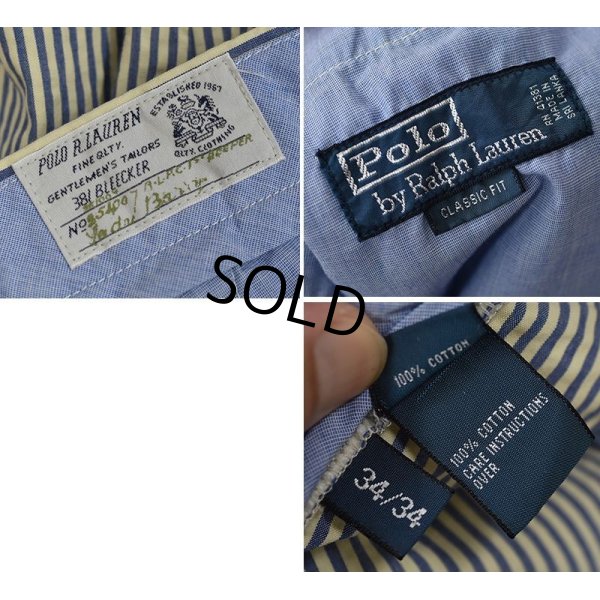 POLO R.LAUREN
FINE QLTY.
GENTLEMEN'S TAILORS
381 BLEECKER
NO.
ESTABLISHED 1967
QLTY. CLOTHING
Polo
by Ralph Lauren
CLASSIC FIT
RN 41381
MADE IN
SRI LANKA
SOLD
100% COTTON
100% COTTON
CARE INSTRUCTIONS
OVER
34/34